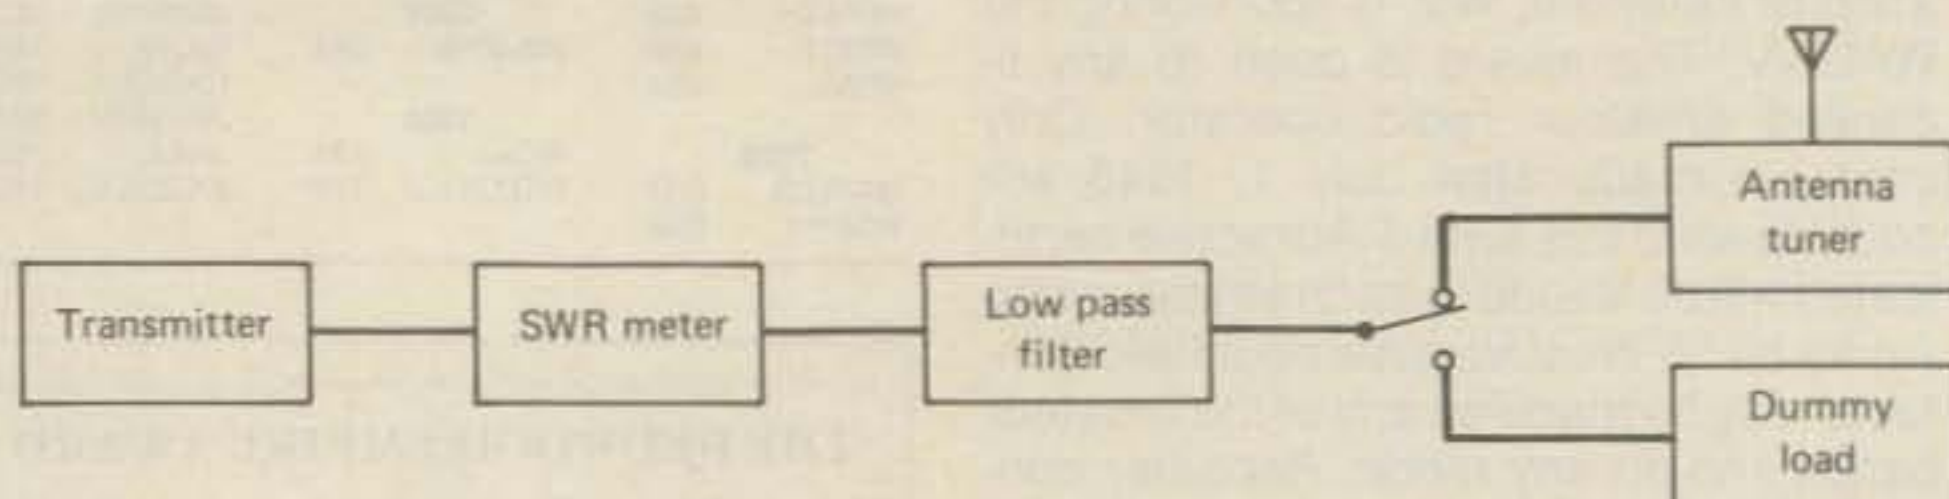 Transmitter
SWR meter
Low pass
filter
Antenna
tuner
Dummy
load